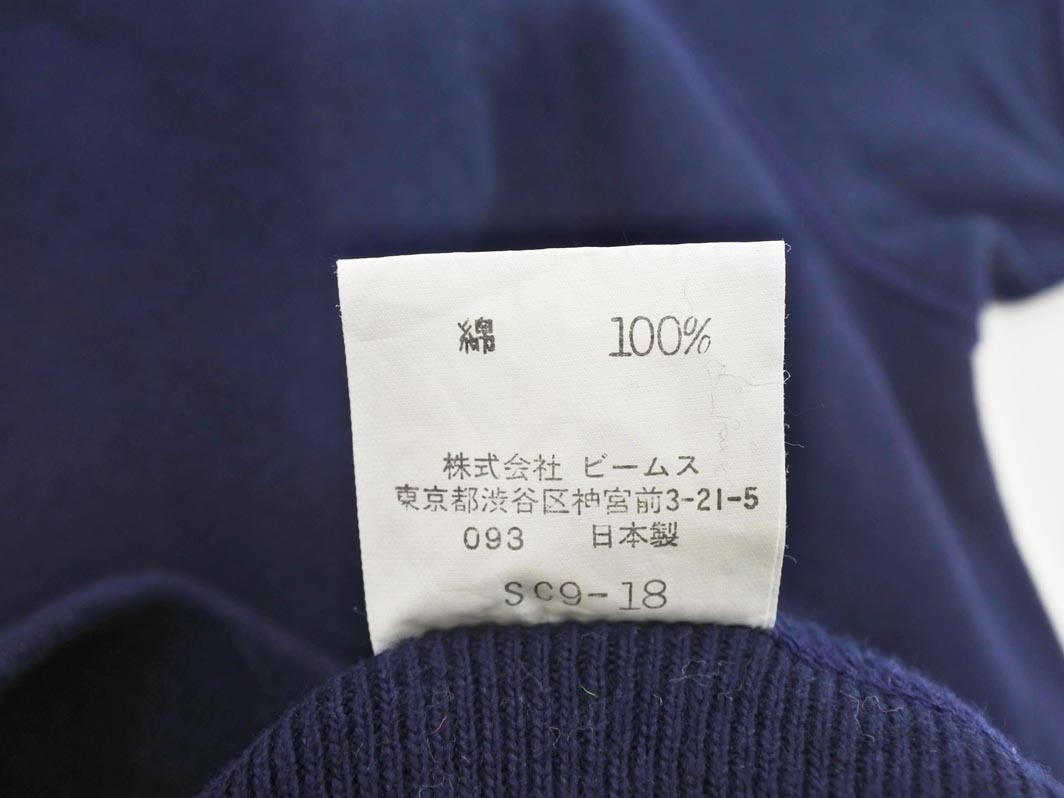 綿 100%
株式会社 ビームス
東京都渋谷区神宮前3-21-5
093 日本製
SC9-18